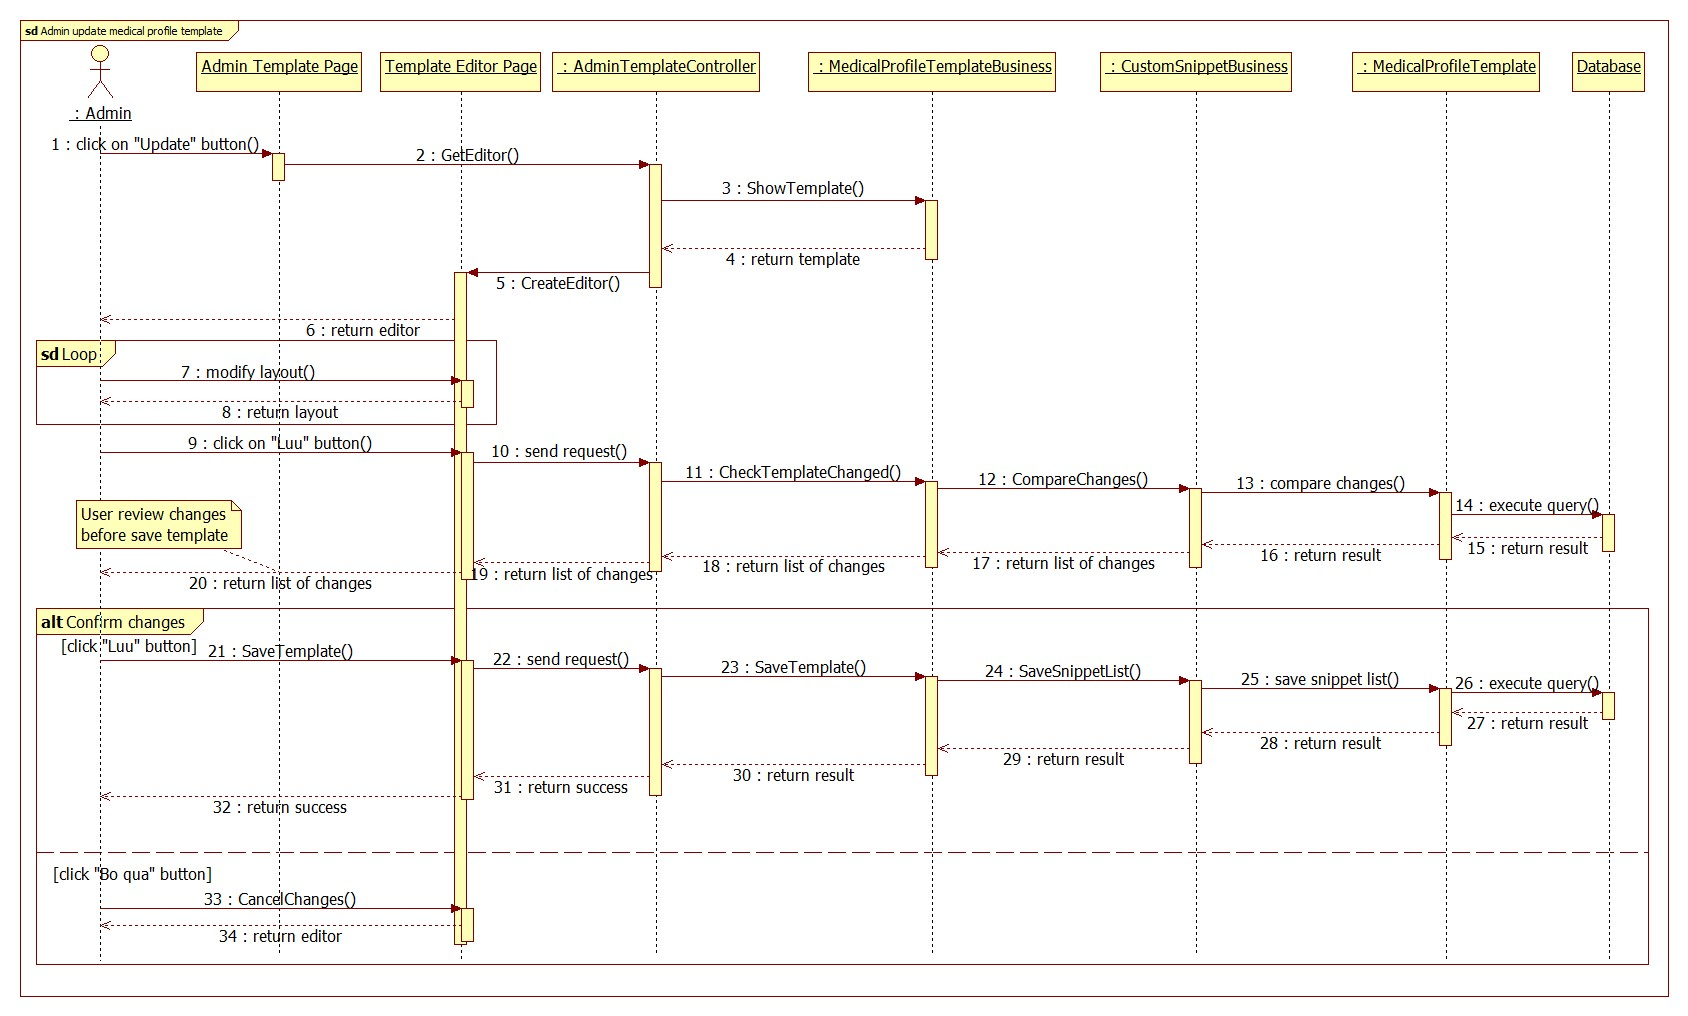 sd Admin update medical profile template
Admin Template Page
Template Editor Page
: AdminTemplateController
: MedicalProfileTemplateBusiness
: CustomSnippetBusiness
: MedicalProfileTemplate
Database
: Admin
1 : click on "Update" button()
2 : GetEditor()
3 : ShowTemplate()
4 : return template
5 : CreateEditor()
6 : return editor
sd Loop
7 : modify layout()
8 : return layout
9 : click on "Luu" button()
10 : send request()
11 : CheckTemplateChanged()
12 : CompareChanges()
13 : compare changes()
14 : execute query()
User review changes
before save template
15 : return result
16 : return result
17 : return list of changes
18 : return list of changes
19 : return list of changes
20 : return list of changes
alt Confirm changes
[click "Luu" button]
21 : SaveTemplate()
22 : send request()
23 : SaveTemplate()
24 : SaveSnippetList()
25 : save snippet list()
26 : execute query()
27 : return result
28 : return result
29 : return result
30 : return result
31 : return success
32 : return success
[click "Bo qua" button]
33 : CancelChanges()
34 : return editor